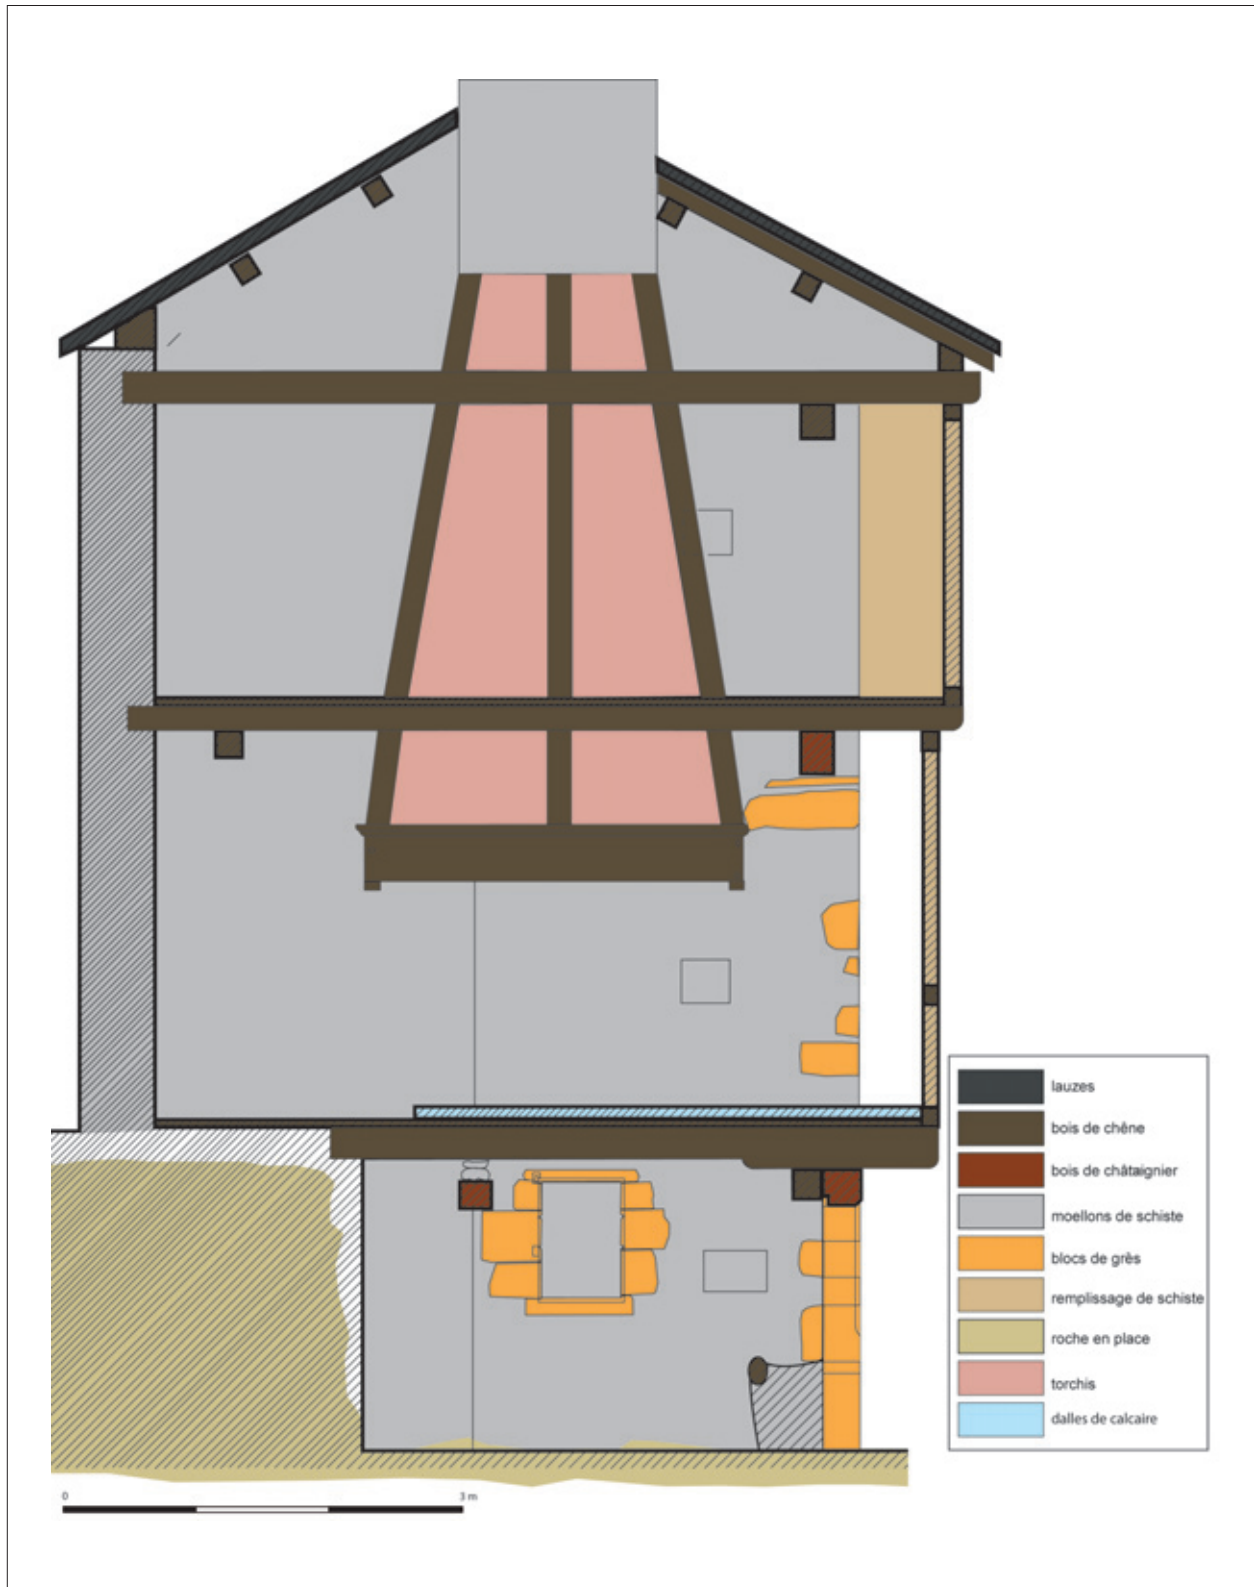 lauzes
bois de chêne
bois de châtaignier
moellons de schiste
blocs de grès
remplissage de schiste
roche en place
torchis
dalles de calcaire
0 3 m